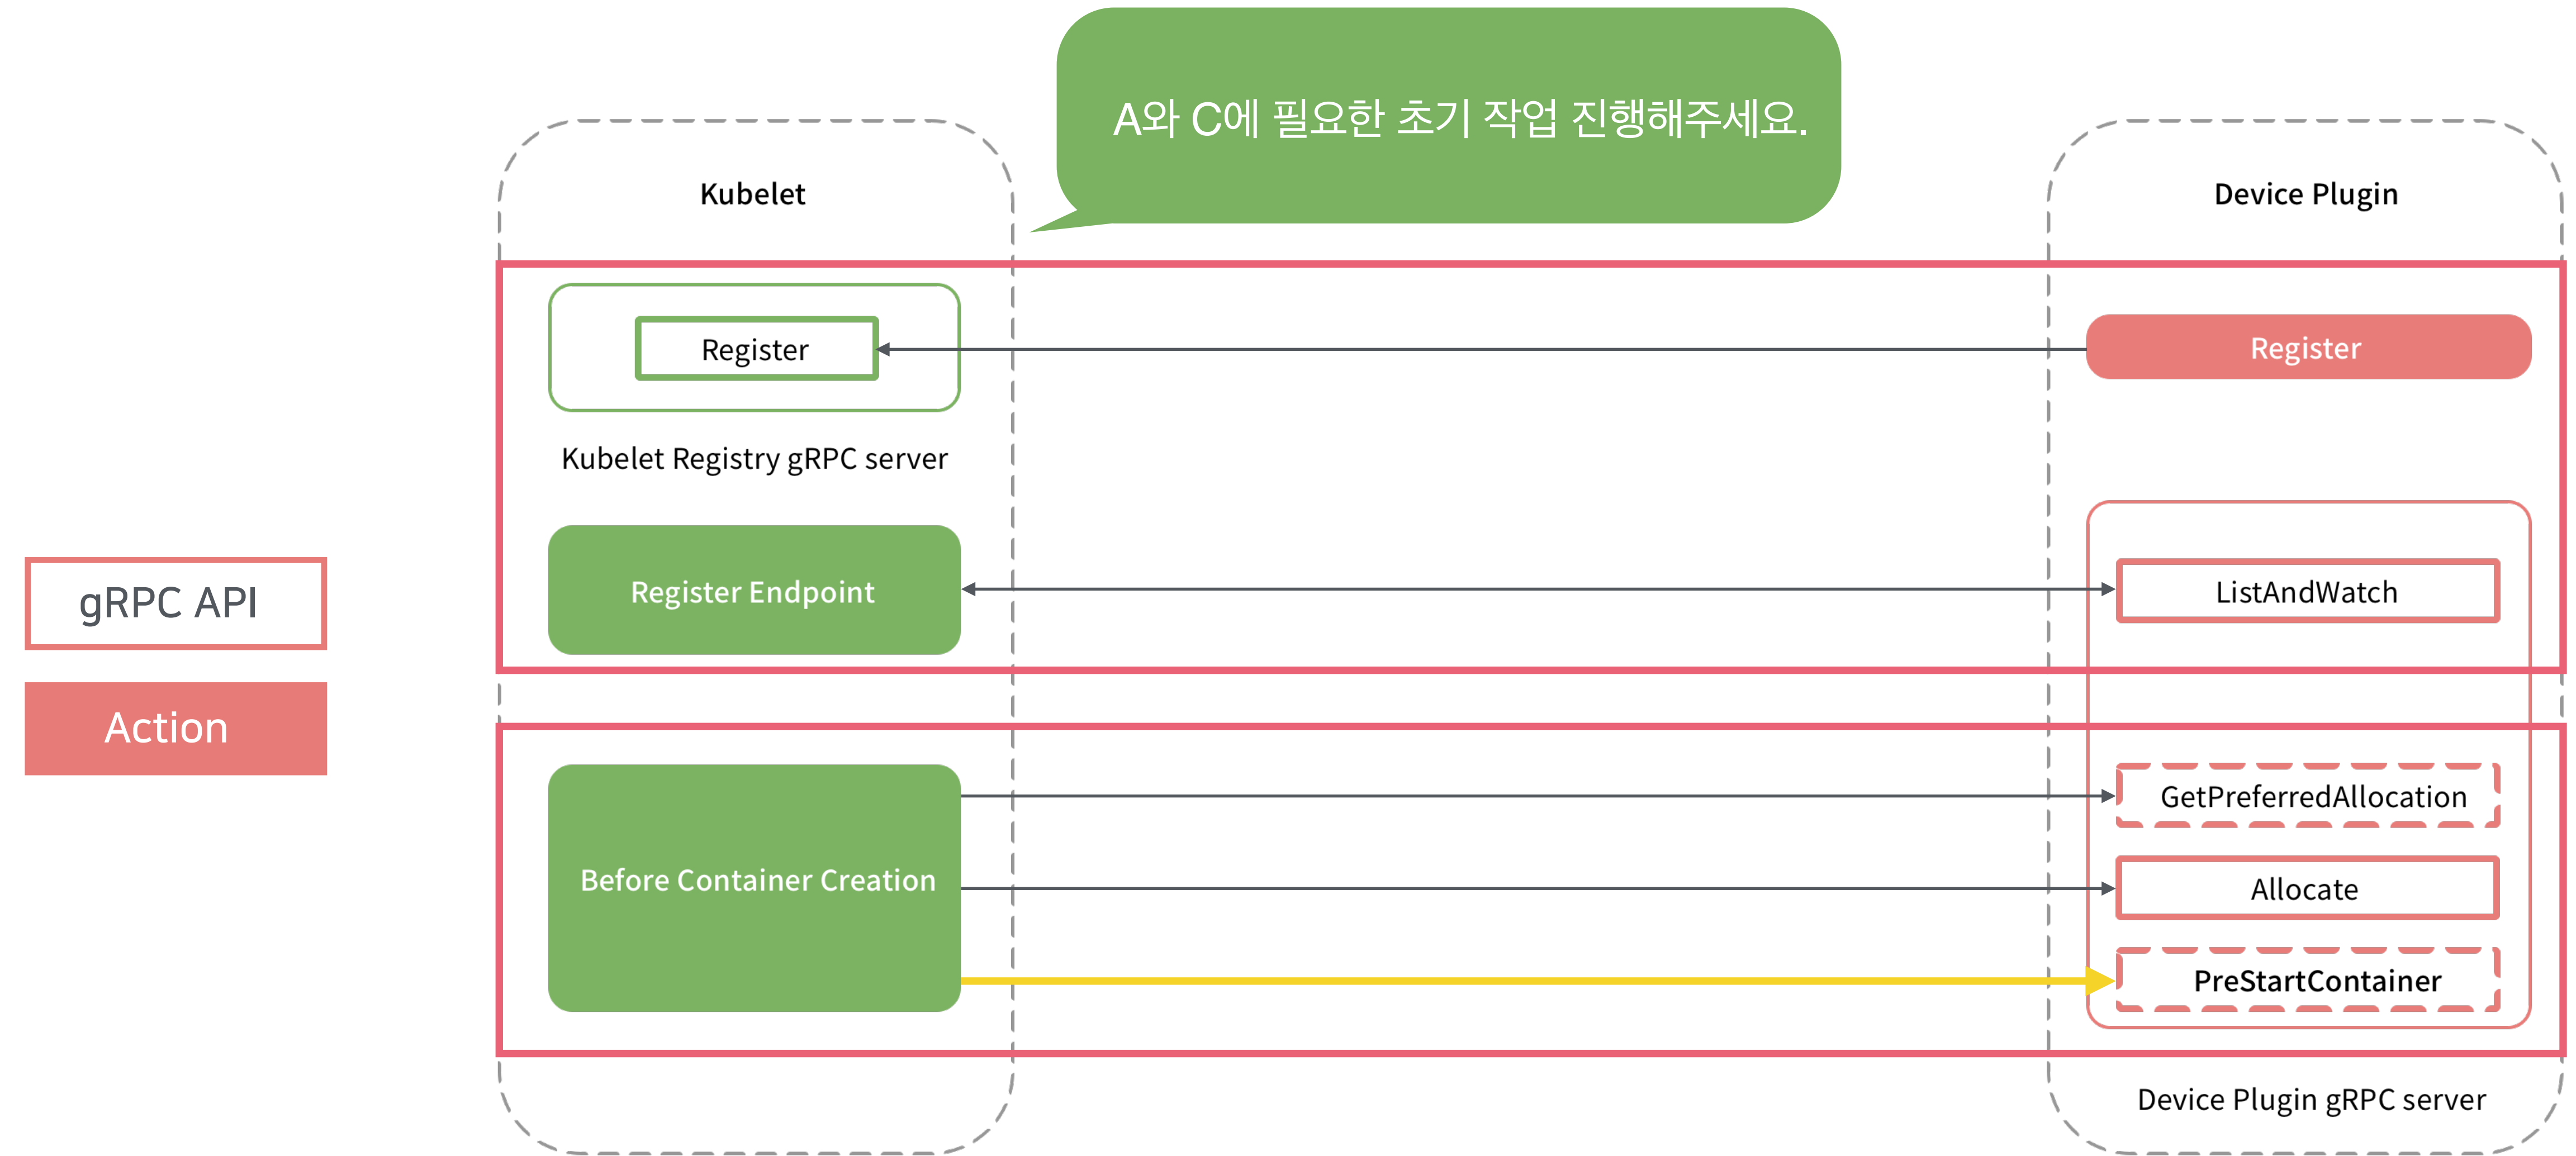 A와 C에 필요한 초기 작업 진행해주세요.
Kubelet
Device Plugin
Register
Register
Kubelet Registry gRPC server
gRPC API
Action
Register Endpoint
ListAndWatch
Before Container Creation
GetPreferredAllocation
Allocate
PreStartContainer
Device Plugin gRPC server